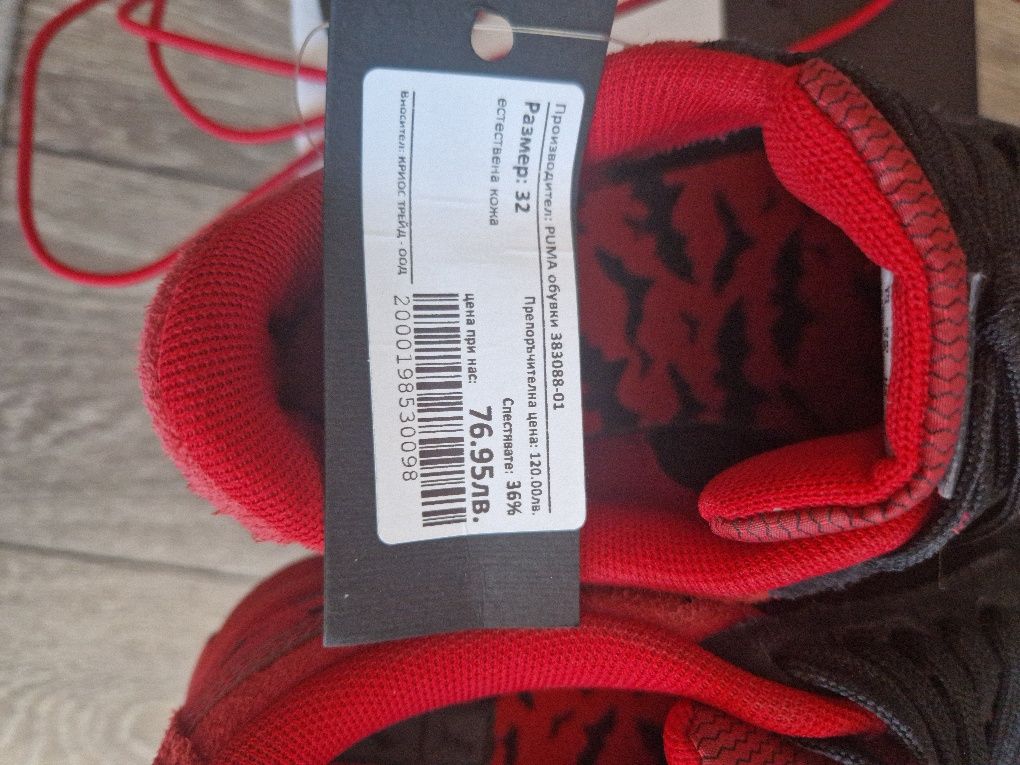 Производител: PUMA обувки 383088-01
Размер: 32
Препоръчителна цена: 120.00лв.
естествена кожа
Спестявате: 36%
76.95лв.
цена при нас:
Вносител: КРИОС ТРЕЙД - ООД
2000198530098